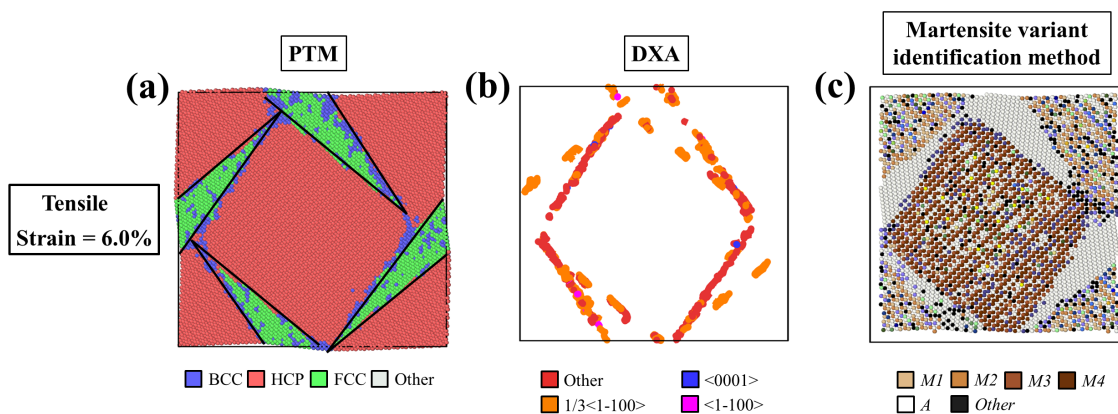 PTM
DXA
Martensite variant
identification method
(a)
(b)
(c)
Tensile
Strain = 6.0%
BCC
HCP
FCC
Other
Other
<0001>
1/3<1-100>
<1-100>
M1
M2
M3
M4
A
Other